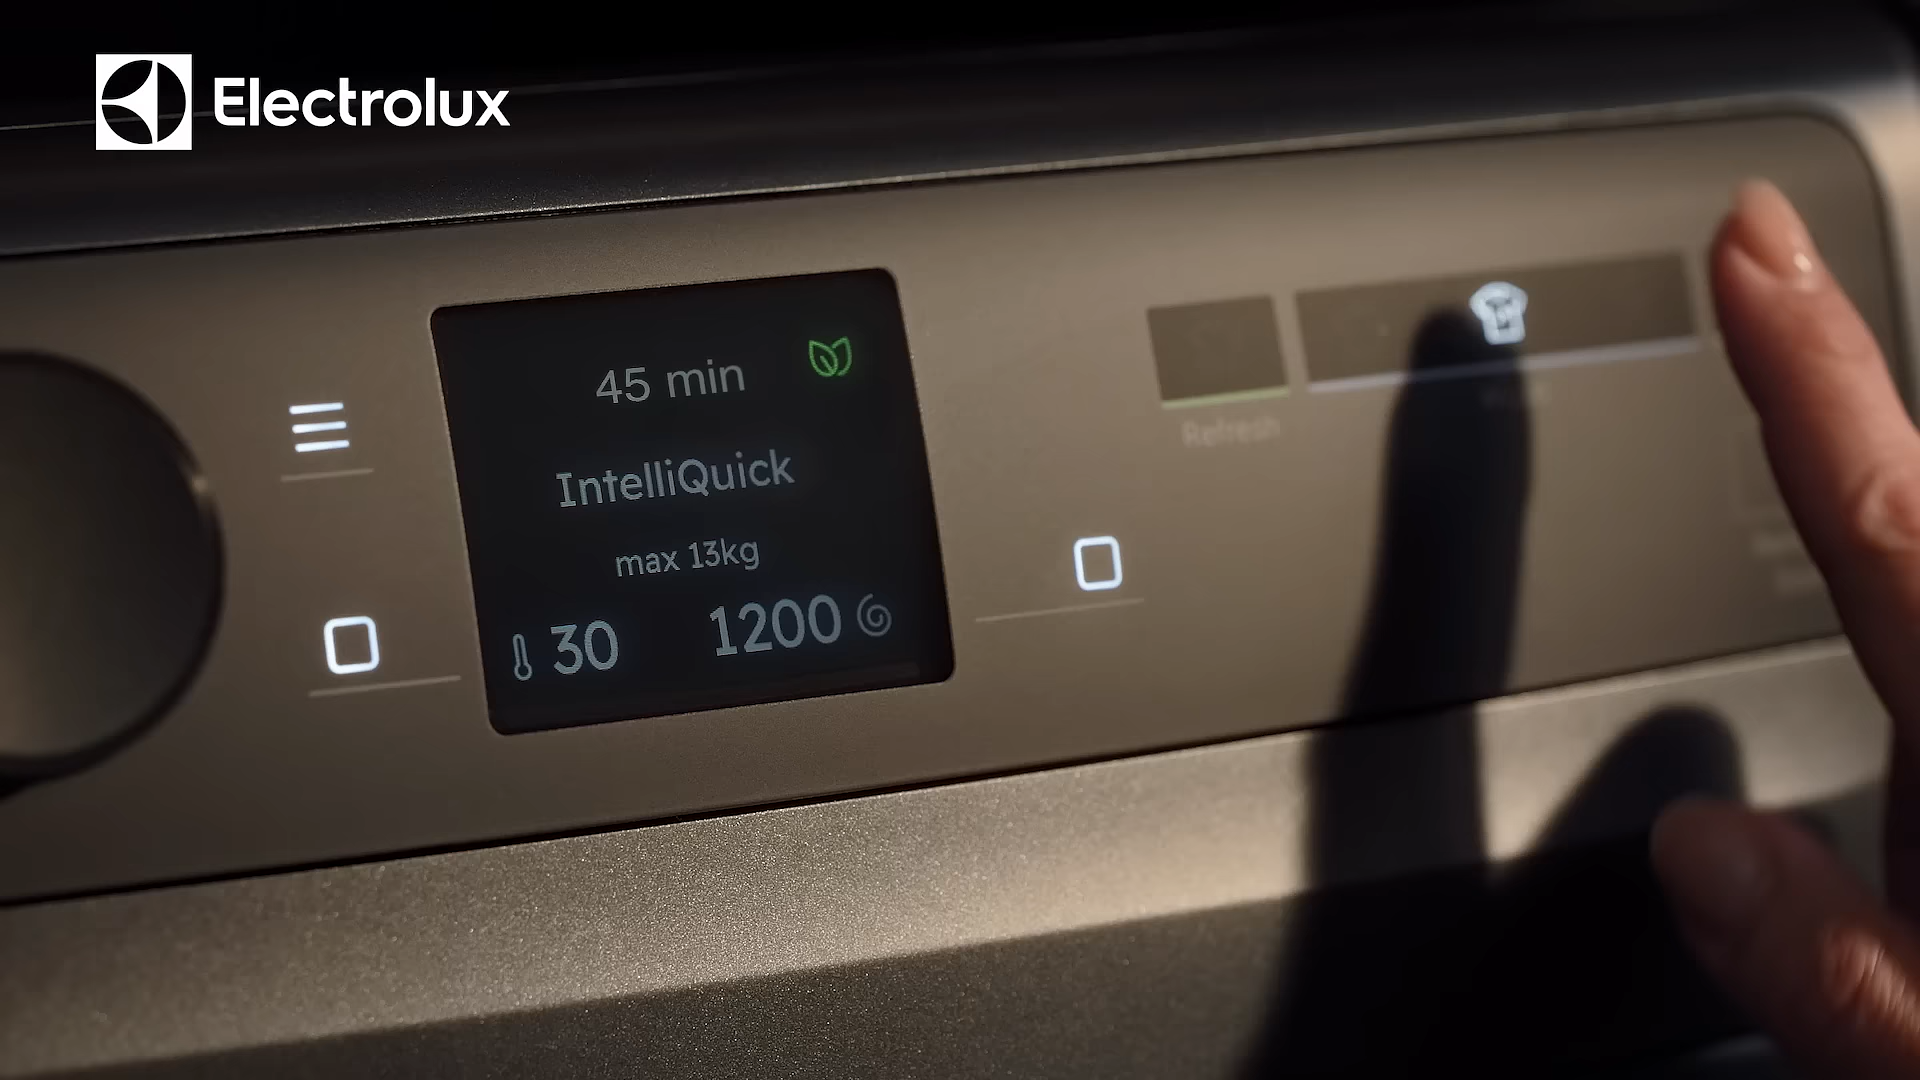 Electrolux
45 min
IntelliQuick
max 13kg
30 1200
Refresh